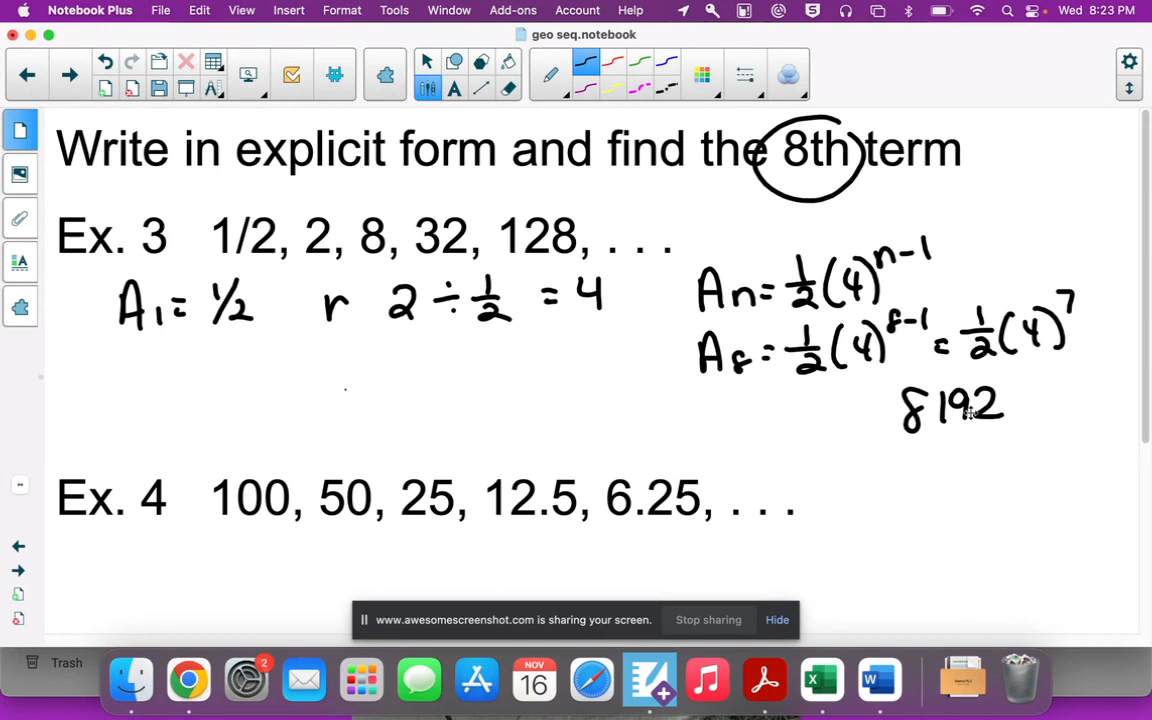 Notebook Plus File Edit View Insert Format Tools Window Add-ons Account Help Wed 8:23 PM
geo seq.notebook
Write in explicit form and find the 8th term
Ex. 3 1/2, 2, 8, 32, 128, . . .
A₁ = 1/2 r 2 ÷ 1/2 = 4
An = 1/2 (4)^n-1
A₈ = 1/2 (4)^8-1 = 1/2 (4)^7
8192
Ex. 4 100, 50, 25, 12.5, 6.25, . . .
www.awesomescreenshot.com is sharing your screen. Stop sharing Hide
Trash
2
NOV
16